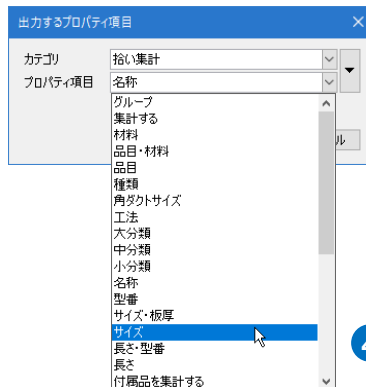 出力するプロパティ項目
カテゴリ 拾い集計
プロパティ項目 名称
グループ
集計する
材料
品目・材料
品目
種類
角ダクトサイズ
工法
大分類
中分類
小分類
名称
型番
サイズ・板厚
サイズ
長さ・型番
長さ
付属品を集計する
ル